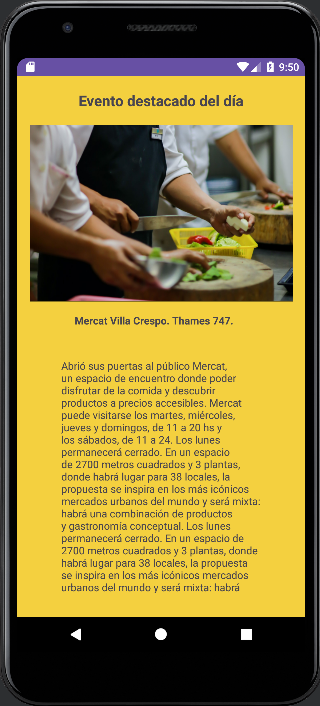 9:50
Evento destacado del día
Mercat Villa Crespo. Thames 747.
Abrió sus puertas al público Mercat,
un espacio de encuentro donde poder
disfrutar de la comida y descubrir
productos a precios accesibles. Mercat
puede visitarse los martes, miércoles,
jueves y domingos, de 11 a 20 hs y
los sábados, de 11 a 24. Los lunes
permanecerá cerrado. En un espacio
de 2700 metros cuadrados y 3 plantas,
donde habrá lugar para 38 locales, la
propuesta se inspira en los más icónicos
mercados urbanos del mundo y será mixta:
habrá una combinación de productos
y gastronomía conceptual. Los lunes
permanecerá cerrado. En un espacio de
2700 metros cuadrados y 3 plantas, donde
habrá lugar para 38 locales, la propuesta
se inspira en los más icónicos mercados
urbanos del mundo y será mixta: habrá